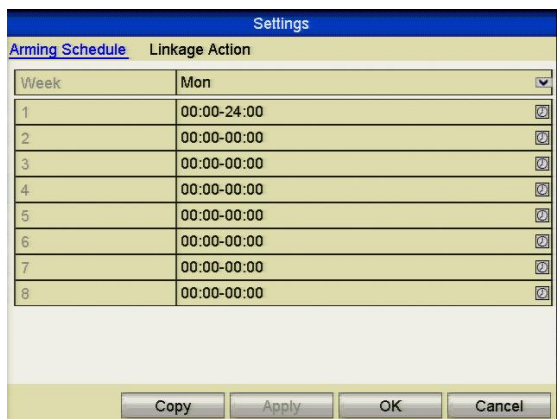 Settings
Arming Schedule Linkage Action
Week Mon
1 00:00-24:00
2 00:00-00:00
3 00:00-00:00
4 00:00-00:00
5 00:00-00:00
6 00:00-00:00
7 00:00-00:00
8 00:00-00:00
Copy Apply OK Cancel